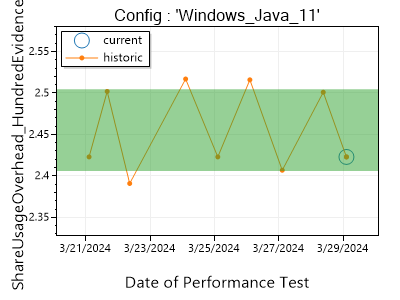 Config : 'Windows_Java_11'
ShareUsageOverhead_HundredEvidence
current
historic
2.55
2.5
2.45
2.4
2.35
3/21/2024
3/23/2024
3/25/2024
3/27/2024
3/29/2024
Date of Performance Test